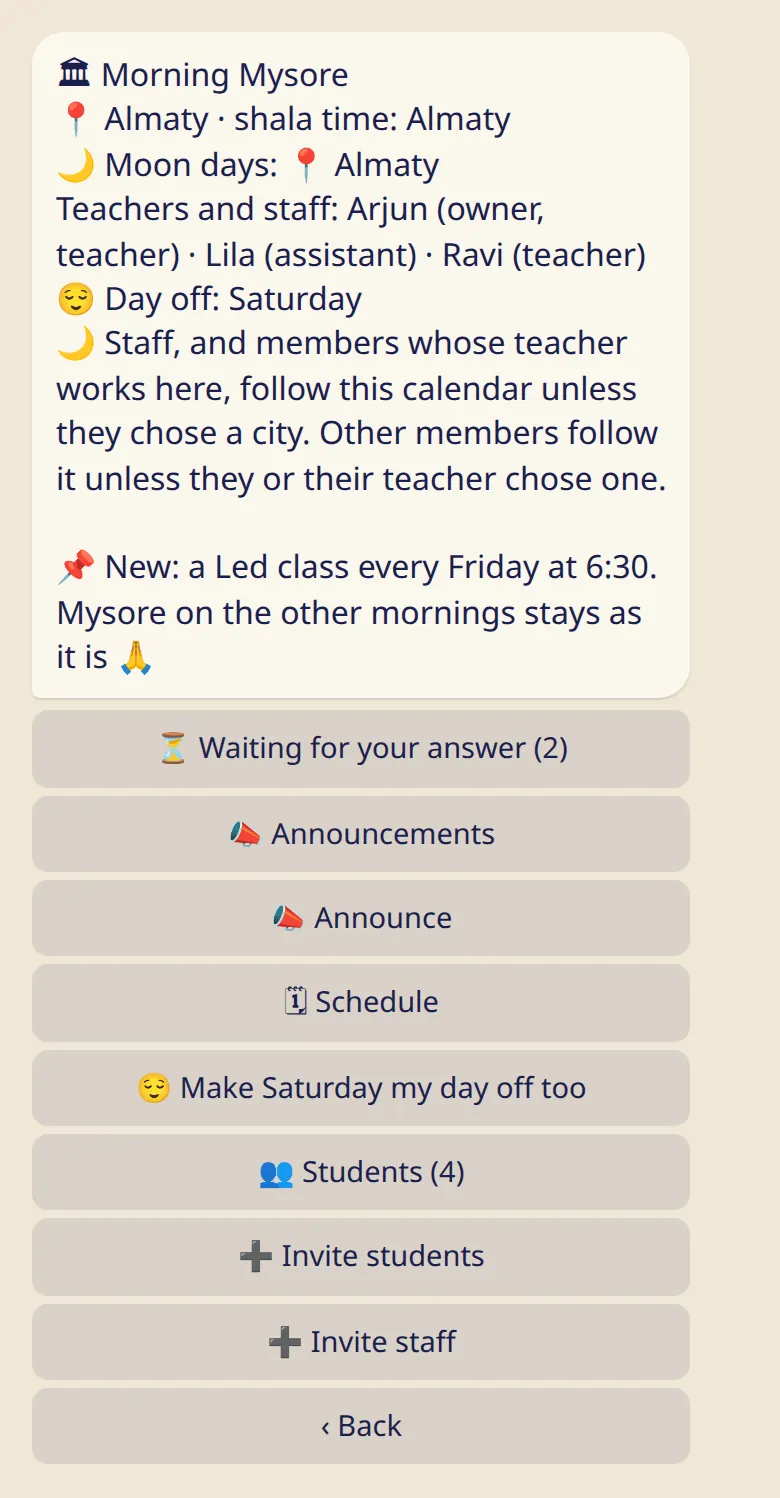 🏛 Morning Mysore
📍 Almaty · shala time: Almaty
🌙 Moon days: 📍 Almaty
Teachers and staff: Arjun (owner,
teacher) · Lila (assistant) · Ravi (teacher)
😌 Day off: Saturday
🌙 Staff, and members whose teacher
works here, follow this calendar unless
they chose a city. Other members follow
it unless they or their teacher chose one.
📌 New: a Led class every Friday at 6:30.
Mysore on the other mornings stays as
it is 🙏
⏳ Waiting for your answer (2)
📣 Announcements
📣 Announce
🗓 Schedule
😌 Make Saturday my day off too
👥 Students (4)
➕ Invite students
➕ Invite staff
‹ Back